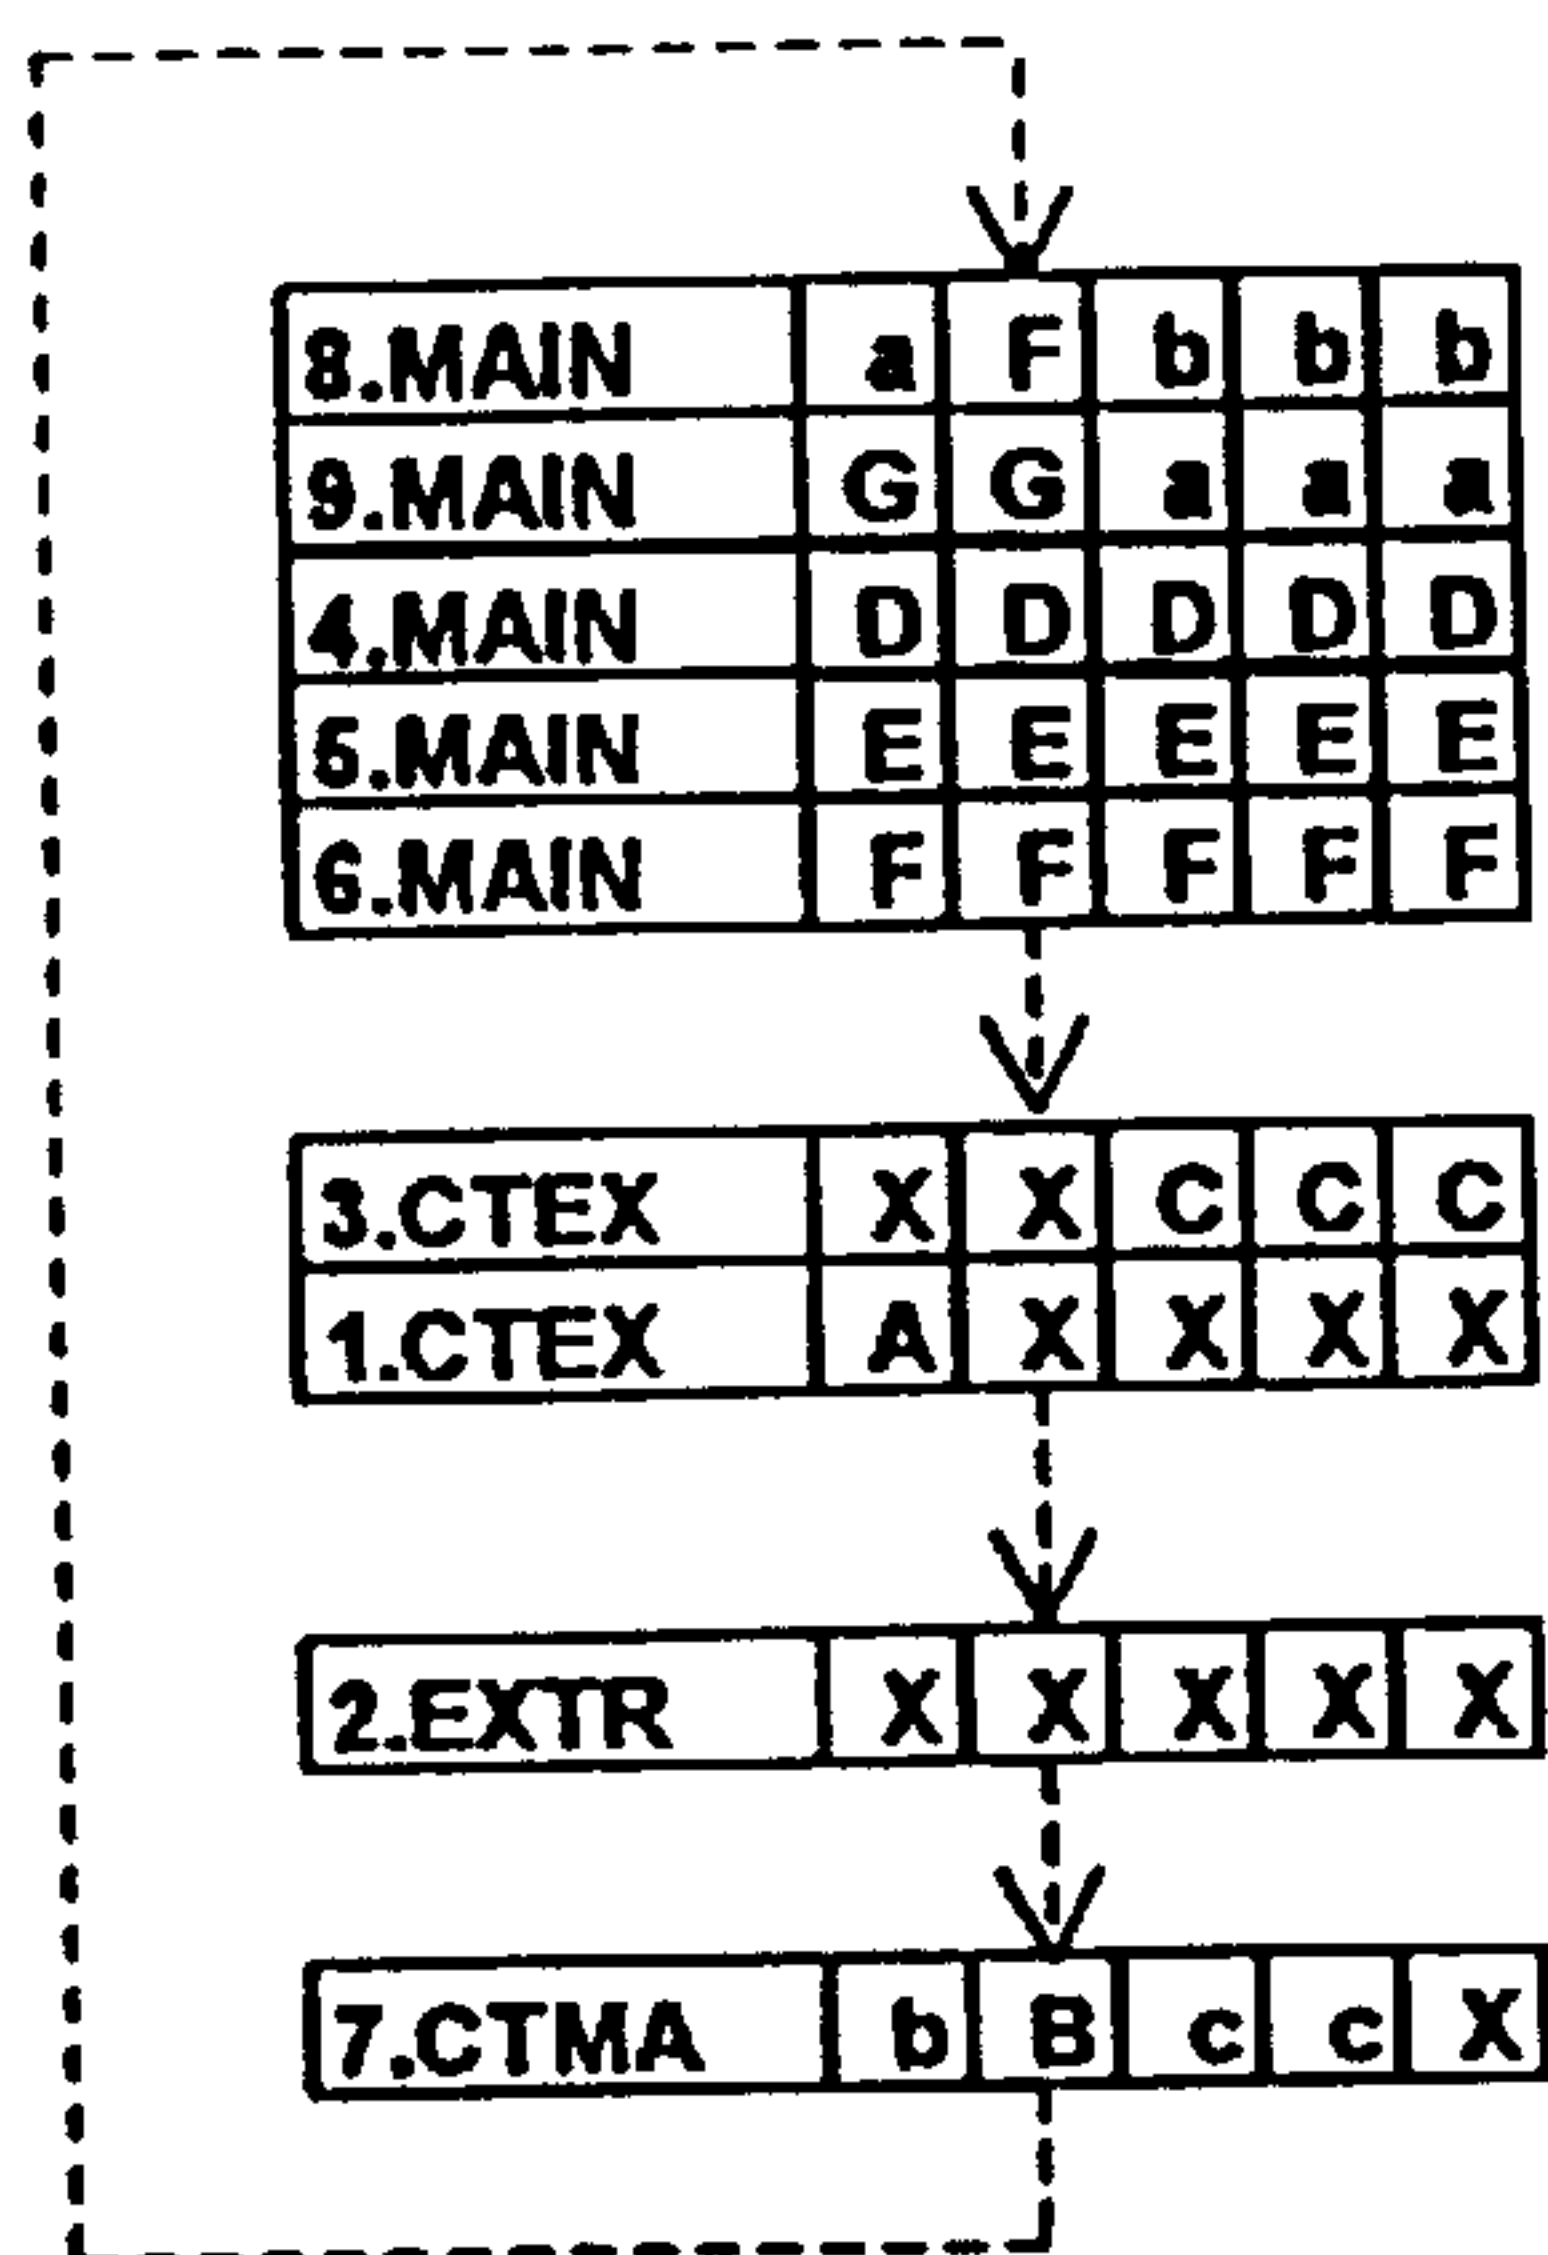 8.MAIN a F b b b
9.MAIN G G a a a
4.MAIN D D D D D
5.MAIN E E E E E
6.MAIN F F F F F
3.CTEX X X C C C
1.CTEX A X X X X
2.EXTR X X X X X
7.CTMA b B c c X